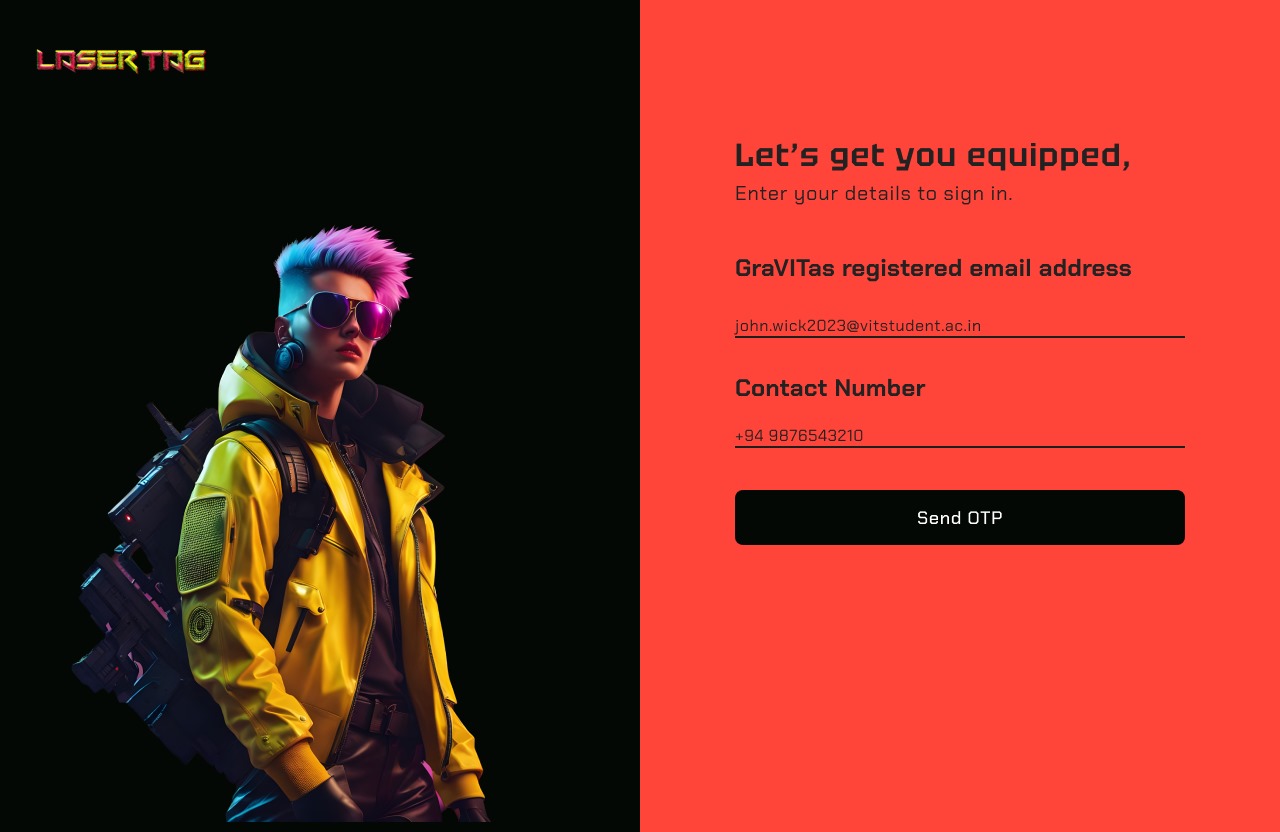 LASER TAG
Let’s get you equipped,
Enter your details to sign in.
GraVITas registered email address
john.wick2023@vitstudent.ac.in
Contact Number
+94 9876543210
Send OTP